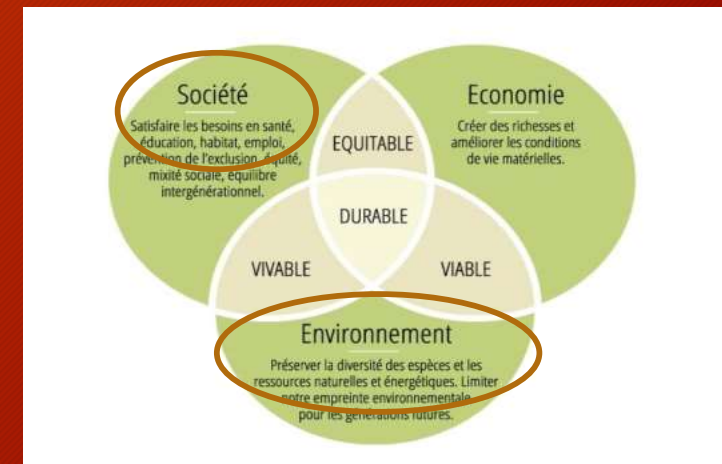 Société
Satisfaire les besoins en santé,
éducation, habitat, emploi,
prévention de l'exclusion, équité,
mixité sociale, équilibre
intergénérationnel.
Economie
Créer des richesses et
améliorer les conditions
de vie matérielles.
EQUITABLE
DURABLE
VIVABLE
VIABLE
Environnement
Préserver la diversité des espèces et les
ressources naturelles et énergétiques. Limiter
notre empreinte environnementale
pour les générations futures.